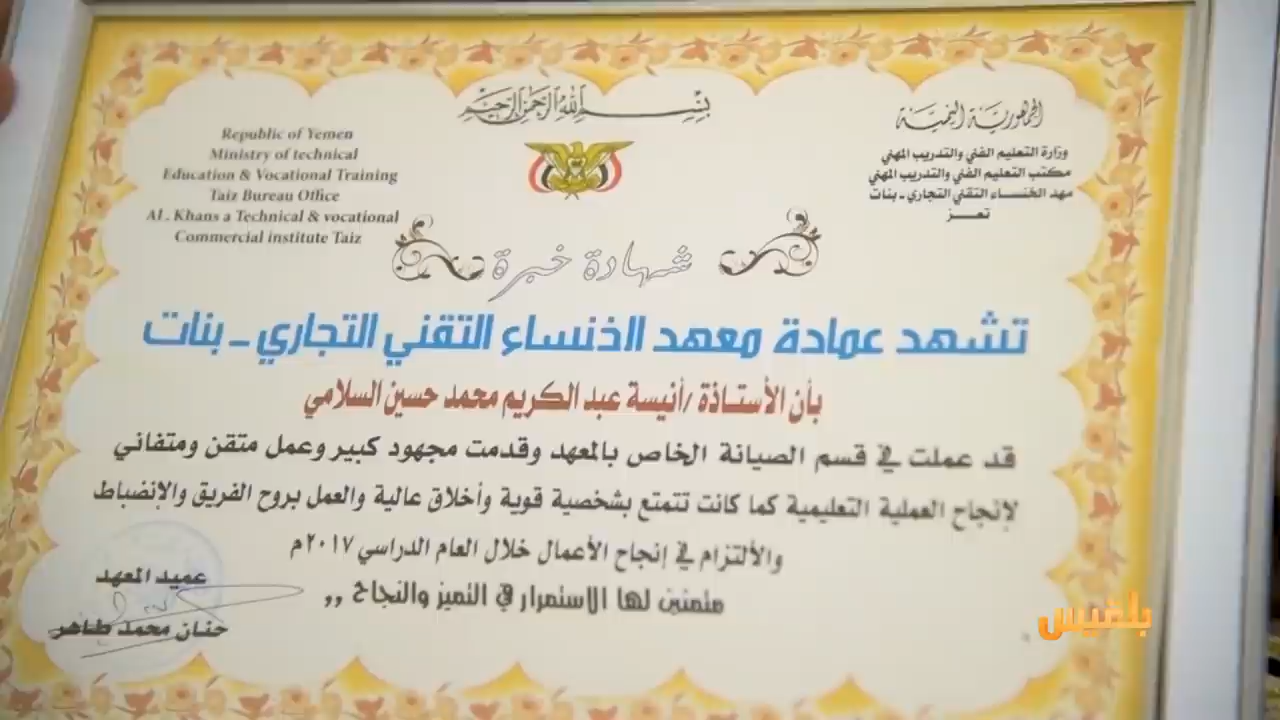 بسم الله الرحمن الرحيم
الجمهورية اليمنية
وزارة التعليم الفني والتدريب المهني
مكتب التعليم الفني والتدريب المهني
مهد الخنساء التقني التجاري ـ بنات
تعز
Republic of Yemen
Ministry of technical
Education & Vocational Training
Taiz Bureau Office
AL. Khans a Technical & vocational
Commercial institute Taiz
شهادة خبرة
تشهد عمادة معهد الخنساء التقني التجاري ـ بنات
بأن الأستاذة /أنيسة عبد الكريم محمد حسين السلامي
قد عملت في قسم الصيانة الخاص بالمعهد وقدمت مجهود كبير وعمل متقن ومتفاني
لإنجاح العملية التعليمية كما كانت تتمتع بشخصية قوية وأخلاق عالية والعمل بروح الفريق والإنضباط
والألتزام في إنجاح الأعمال خلال العام الدراسي ٢٠١٧م
متمنين لها الاستمرار في التميز والنجاح ,,
عميد المعهد
حنان محمد طاهر
بلقيس